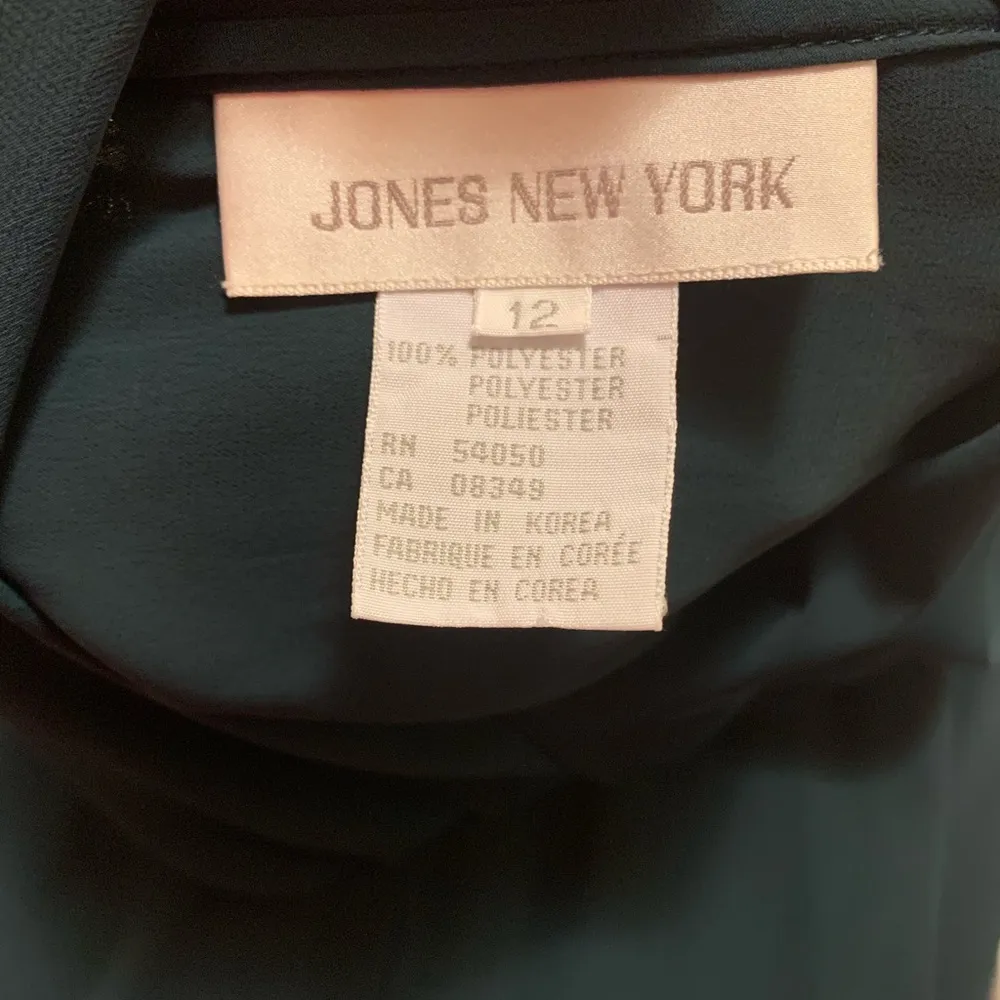 JONES NEW YORK
12
100% POLYESTER
POLYESTER
POLIESTER
RN 54050
CA 08349
MADE IN KOREA
FABRIQUE EN CORÉE
HECHO EN COREA